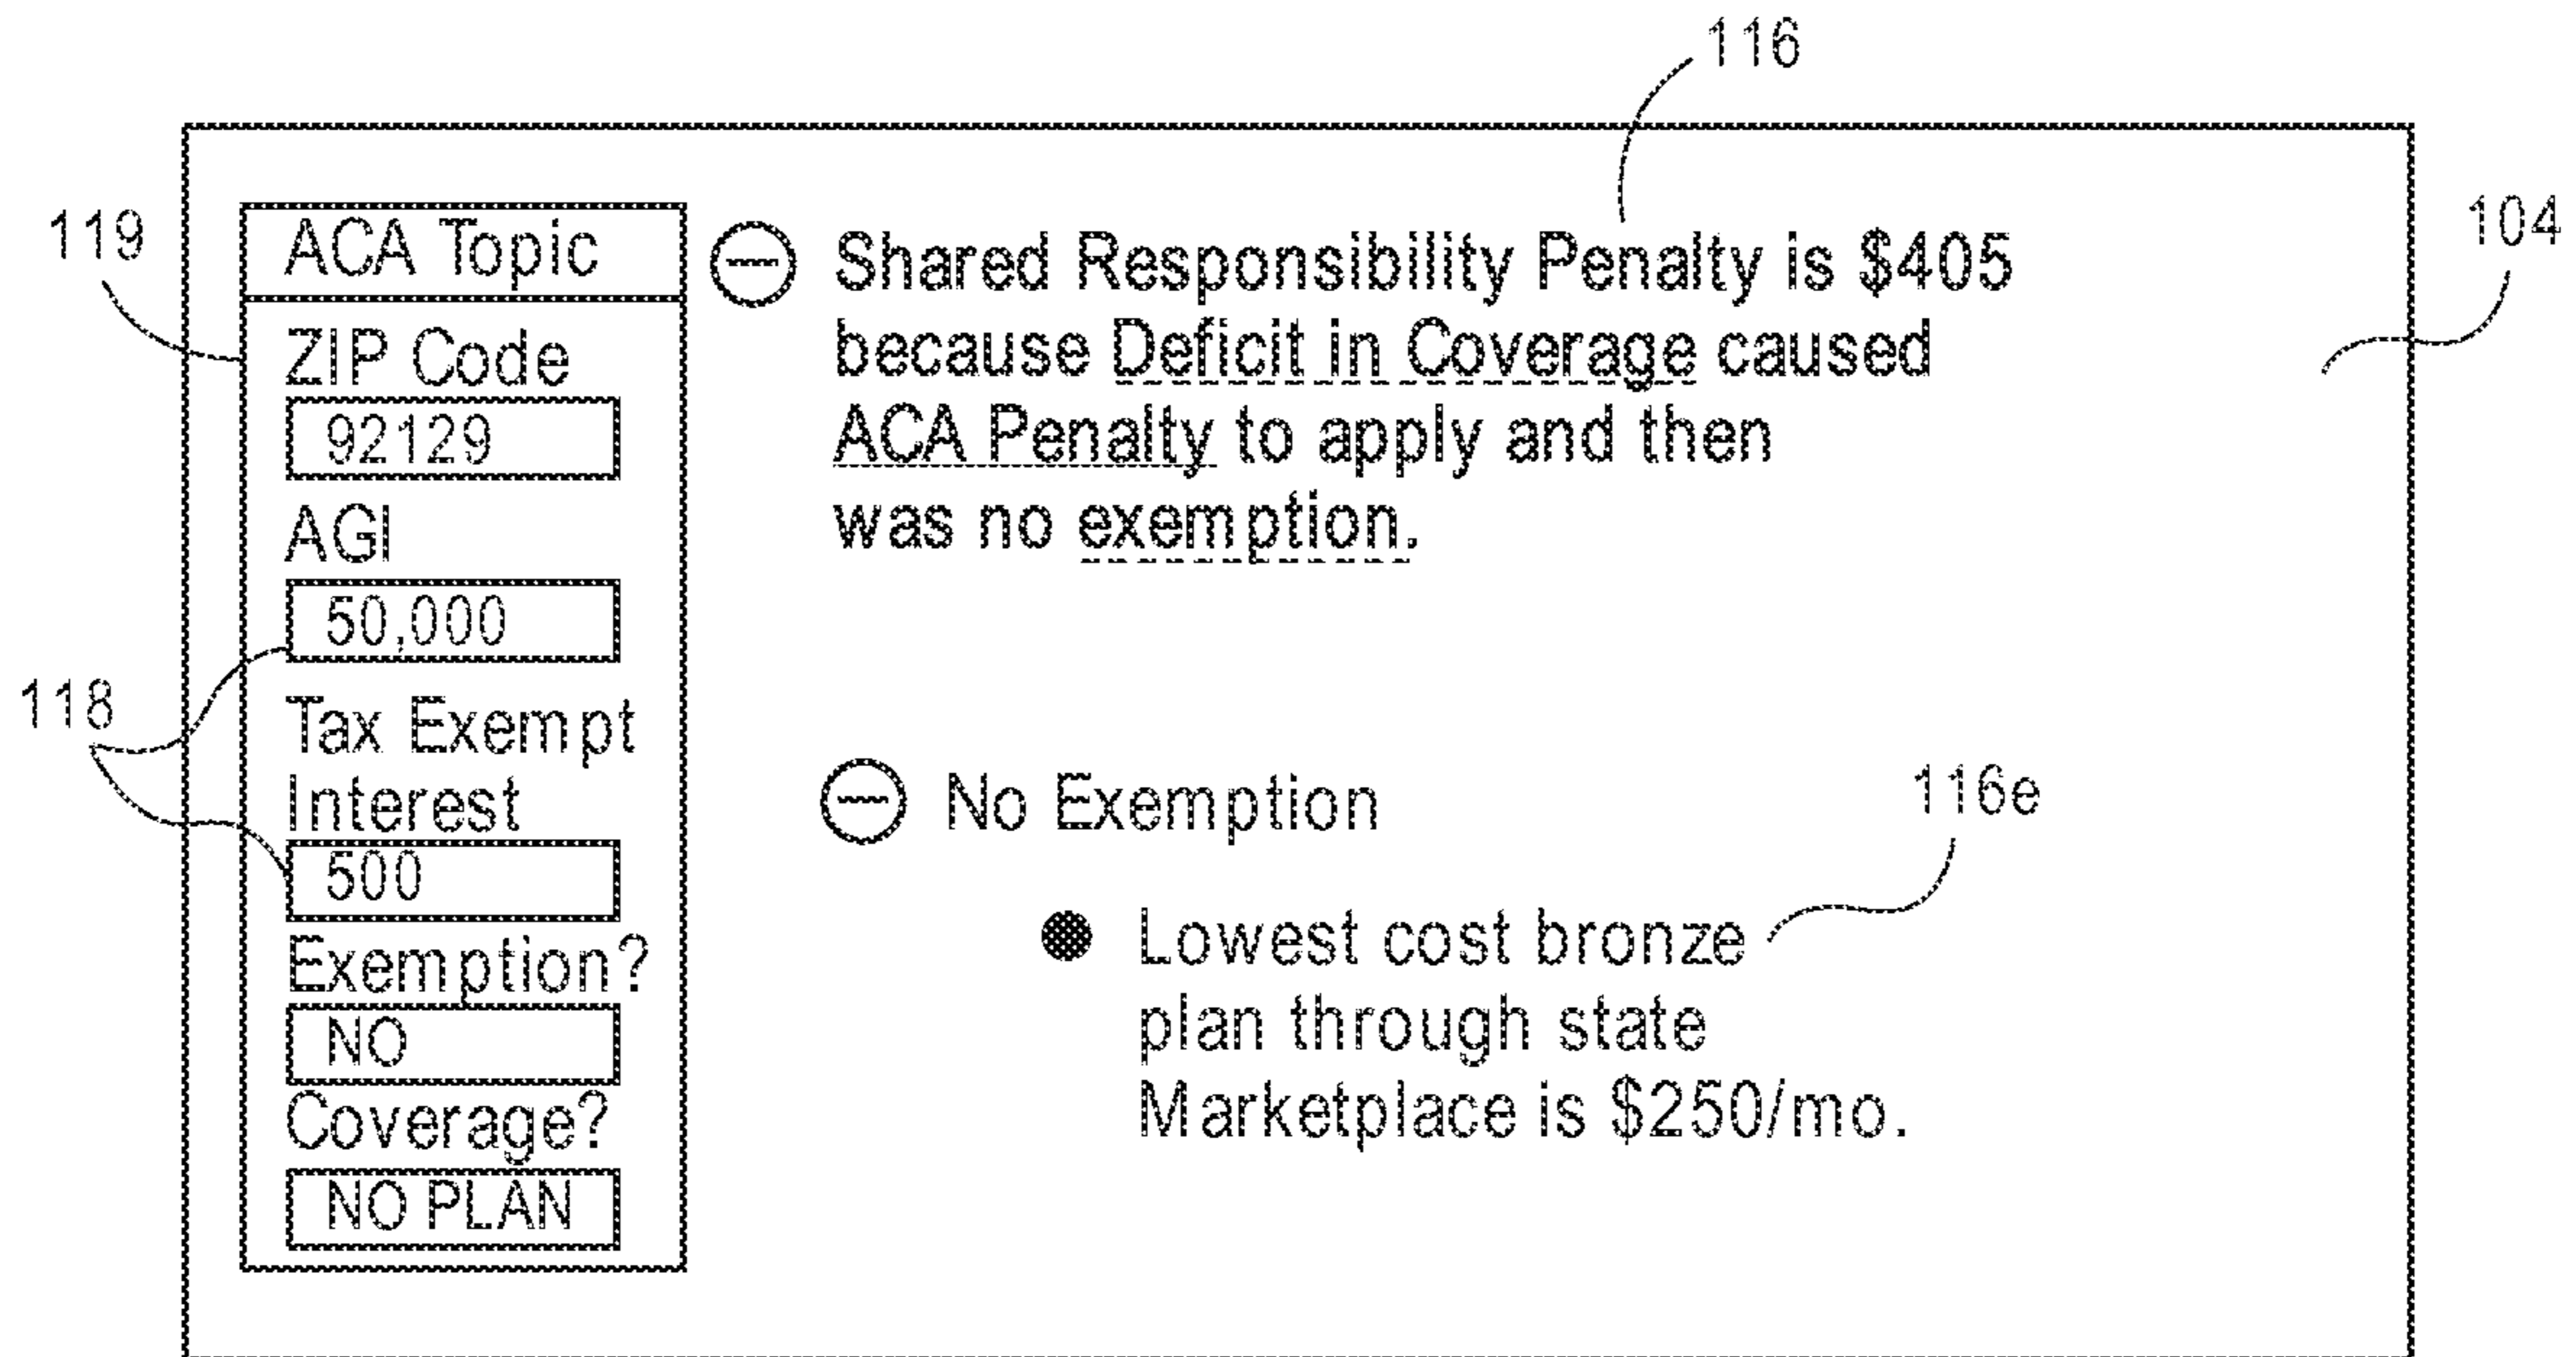 116
119
104
ACA Topic
ZIP Code
92129
AGI
50,000
118
Tax Exempt
Interest
500
Exemption?
NO
Coverage?
NO PLAN
Shared Responsibility Penalty is $405
because Deficit in Coverage caused
ACA Penalty to apply and then
was no exemption.
No Exemption
116e
Lowest cost bronze
plan through state
Marketplace is $250/mo.